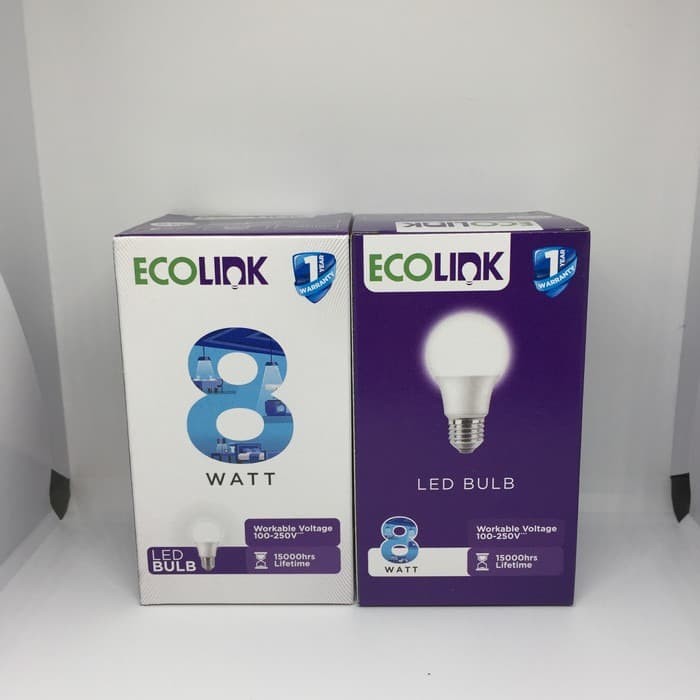 ECOLINK
1 YEAR
WARRANTY
8
WATT
LED
BULB
Workable Voltage
100-250V
15000hrs
Lifetime
ECOLINK
ECOLINK
1 YEAR
WARRANTY
LED BULB
8
WATT
Workable Voltage
100-250V
15000hrs
Lifetime